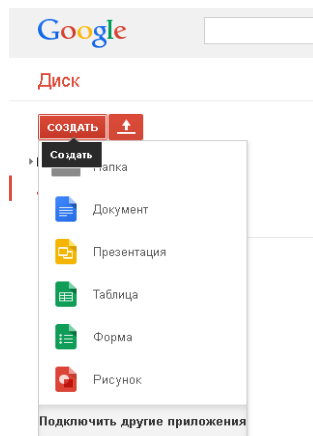 Google
Диск
СОЗДАТЬ
Создать
Папка
Документ
Презентация
Таблица
Форма
Рисунок
Подключить другие приложения